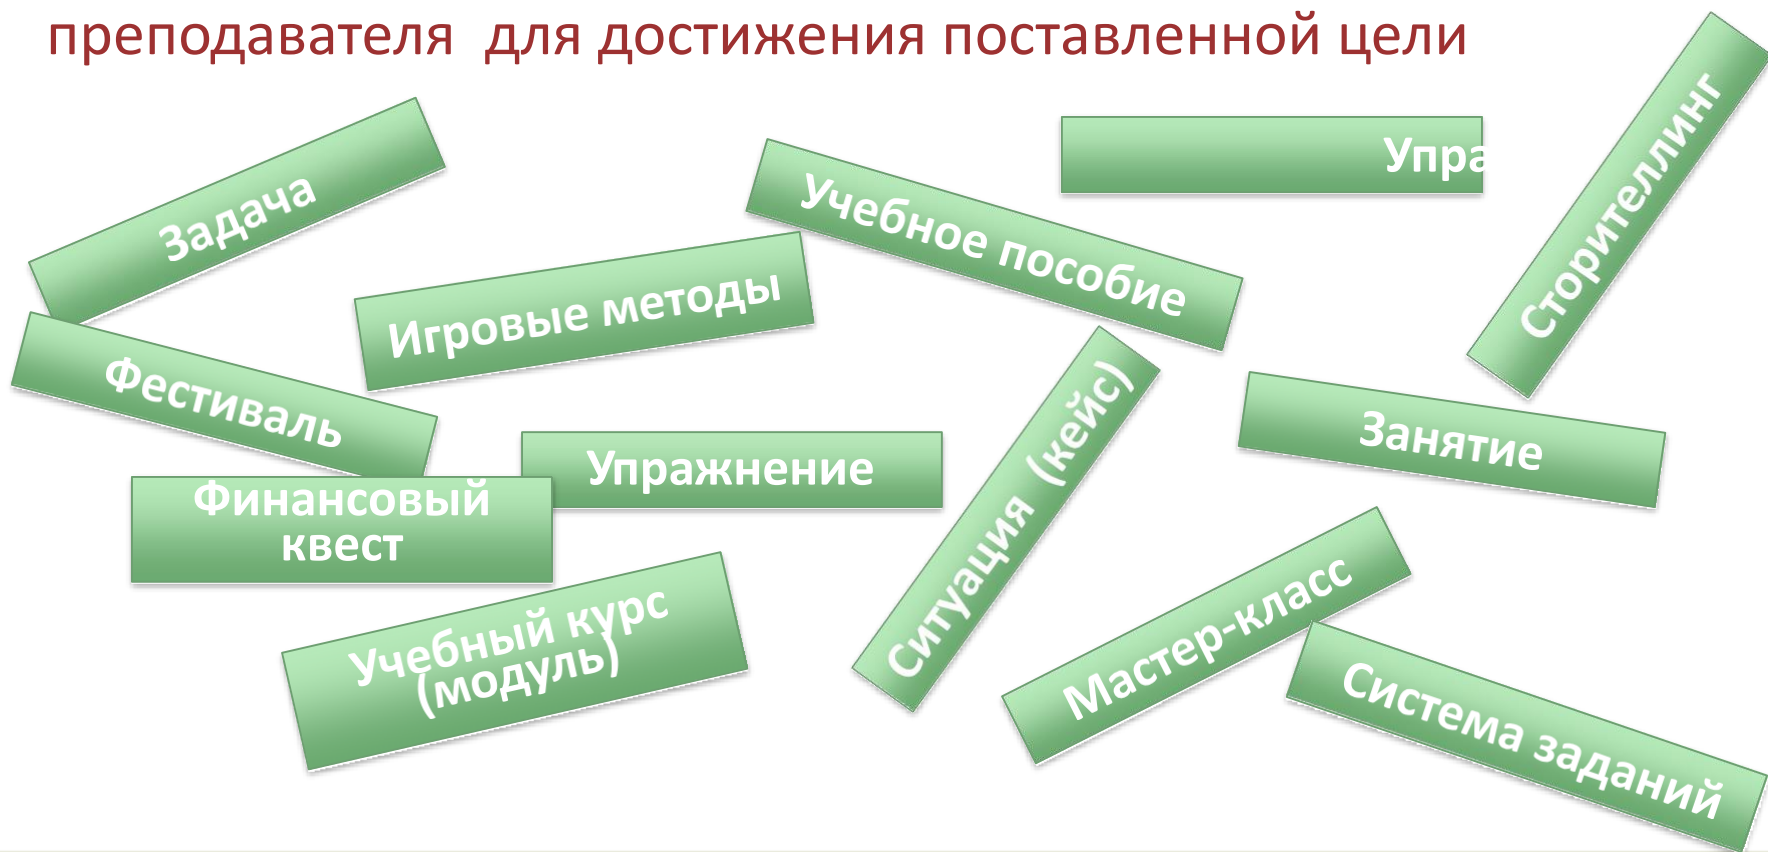 преподавателя для достижения поставленной цели
Сторителлинг
Упра
Задача
Учебное пособие
Игровые методы
Фестиваль
Занятие
Упражнение
Ситуация (кейс)
Финансовый
квест
Учебный курс
(модуль)
Мастер-класс
Система заданий